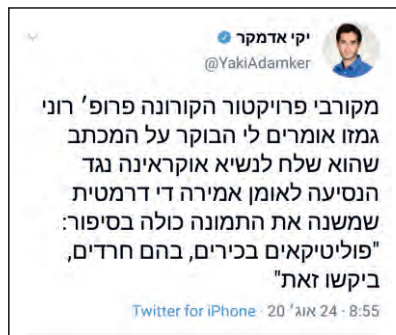 יקי אדמקר
@YakiAdamker
מקורבי פרויקטור הקורונה פרופ' רוני
גמזו אומרים לי הבוקר על המכתב
שהוא שלח לנשיא אוקראינה נגד
הנסיעה לאומן אמירה די דרמטית
שמשנה את התמונה כולה בסיפור:
"פוליטיקאים בכירים, בהם חרדים,
ביקשו זאת"
8:55 · 24 אוג' 20 · Twitter for iPhone